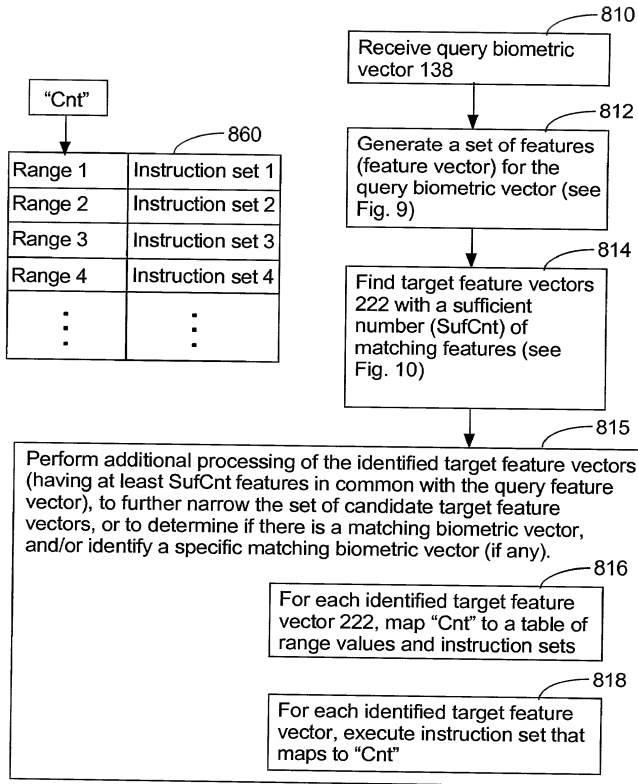 810
Receive query biometric
vector 138
812
Generate a set of features
(feature vector) for the
query biometric vector (see
Fig. 9)
814
Find target feature vectors
222 with a sufficient
number (SufCnt) of
matching features (see
Fig. 10)
"Cnt"
860
Range 1 Instruction set 1
Range 2 Instruction set 2
Range 3 Instruction set 3
Range 4 Instruction set 4
815
Perform additional processing of the identified target feature vectors
(having at least SufCnt features in common with the query feature
vector), to further narrow the set of candidate target feature
vectors, or to determine if there is a matching biometric vector,
and/or identify a specific matching biometric vector (if any).
816
For each identified target feature
vector 222, map "Cnt" to a table of
range values and instruction sets
818
For each identified target feature
vector, execute instruction set that
maps to "Cnt"